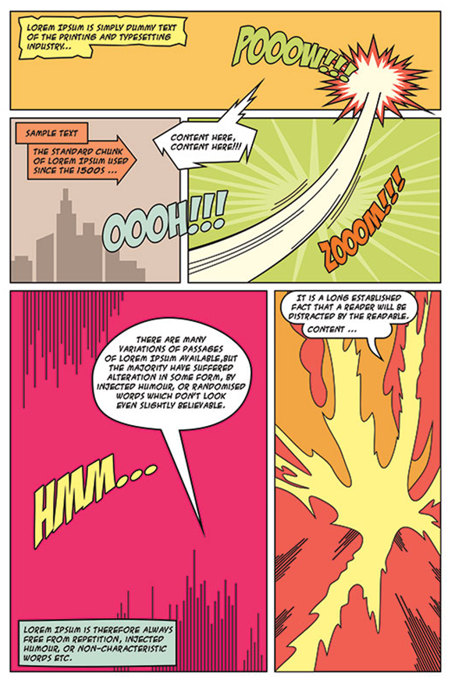 LOREM IPSUM IS SIMPLY DUMMY TEXT
OF THE PRINTING AND TYPESETTING
INDUSTRY...
POOOW!!!
SAMPLE TEXT
THE STANDARD CHUNK
OF LOREM IPSUM USED
SINCE THE 1500S ...
CONTENT HERE,
CONTENT HERE!!!
OOOH!!!
ZOOOM!!!
THERE ARE MANY
VARIATIONS OF PASSAGES
OF LOREM IPSUM AVAILABLE,BUT
THE MAJORITY HAVE SUFFERED
ALTERATION IN SOME FORM, BY
INJECTED HUMOUR, OR RANDOMISED
WORDS WHICH DON'T LOOK
EVEN SLIGHTLY BELIEVABLE.
HMM...
LOREM IPSUM IS THEREFORE ALWAYS
FREE FROM REPETITION, INJECTED
HUMOUR, OR NON-CHARACTERISTIC
WORDS ETC.
IT IS A LONG ESTABLISHED
FACT THAT A READER WILL BE
DISTRACTED BY THE READABLE.
CONTENT ...